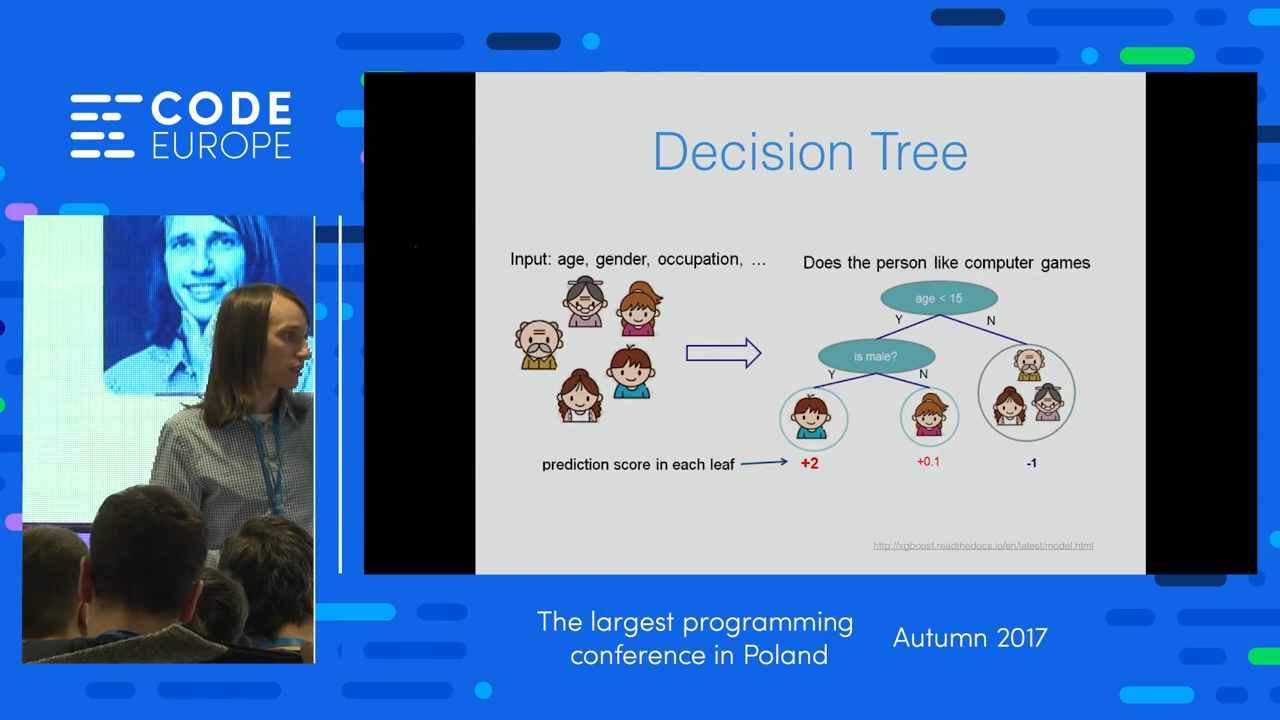 CODE
EUROPE
Decision Tree
Input: age, gender, occupation, …
Does the person like computer games
age < 15
Y
N
is male?
Y
N
prediction score in each leaf
+2
+0.1
-1
http://xgboost.readthedocs.io/en/latest/model.html
The largest programming
conference in Poland
Autumn 2017